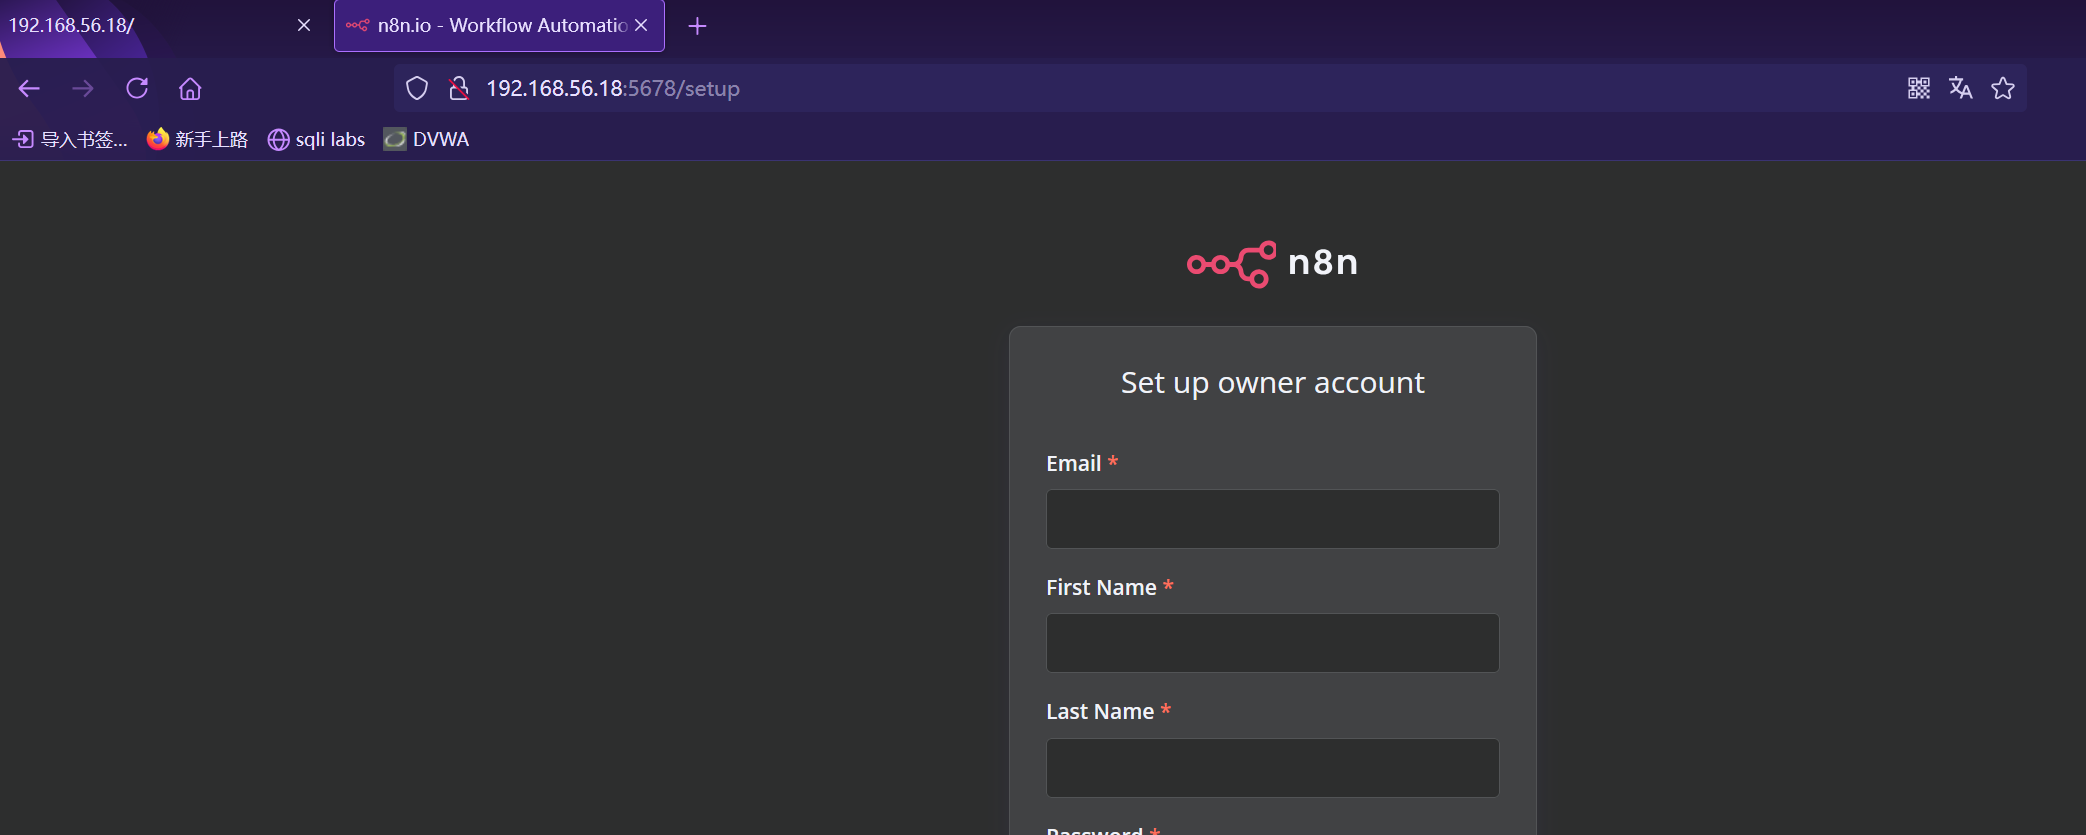 192.168.56.18/
n8n.io - Workflow Automatio
192.168.56.18:5678/setup
导入书签... 新手上路 sqli labs DVWA
n8n
Set up owner account
Email *
First Name *
Last Name *
Password *